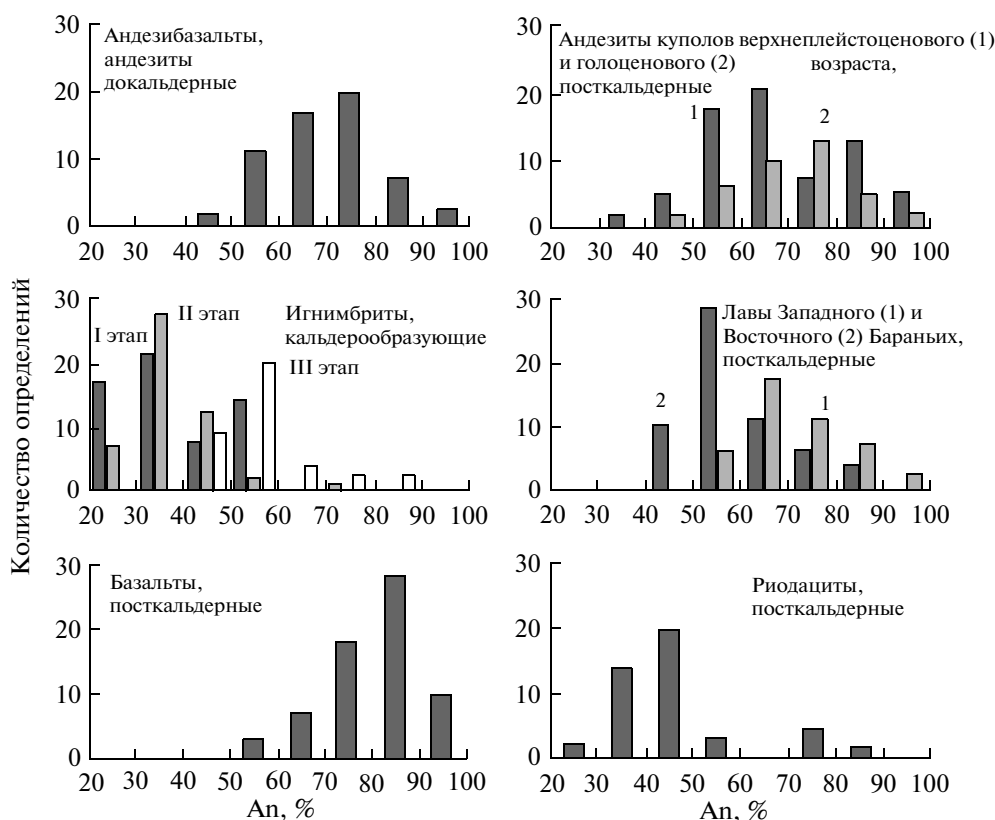 30
20
10
0
Андезибазальты,
андезиты
докальдерные
20 30 40 50 60 70 80 90 100
30
20
10
0
Андезиты куполов верхнеплейстоценового (1)
и голоценового (2) возраста,
посткальдерные
1
2
20 30 40 50 60 70 80 90 100
Количество определений
30
20
10
0
I этап
II этап
Игнимбриты,
кальдерообразующие
III этап
20 30 40 50 60 70 80 90 100
30
20
10
0
Лавы Западного (1) и
Восточного (2) Бараньих,
посткальдерные
2
1
20 30 40 50 60 70 80 90 100
30
20
10
0
Базальты,
посткальдерные
20 30 40 50 60 70 80 90 100
An, %
30
20
10
0
Риодациты,
посткальдерные
20 30 40 50 60 70 80 90 100
An, %